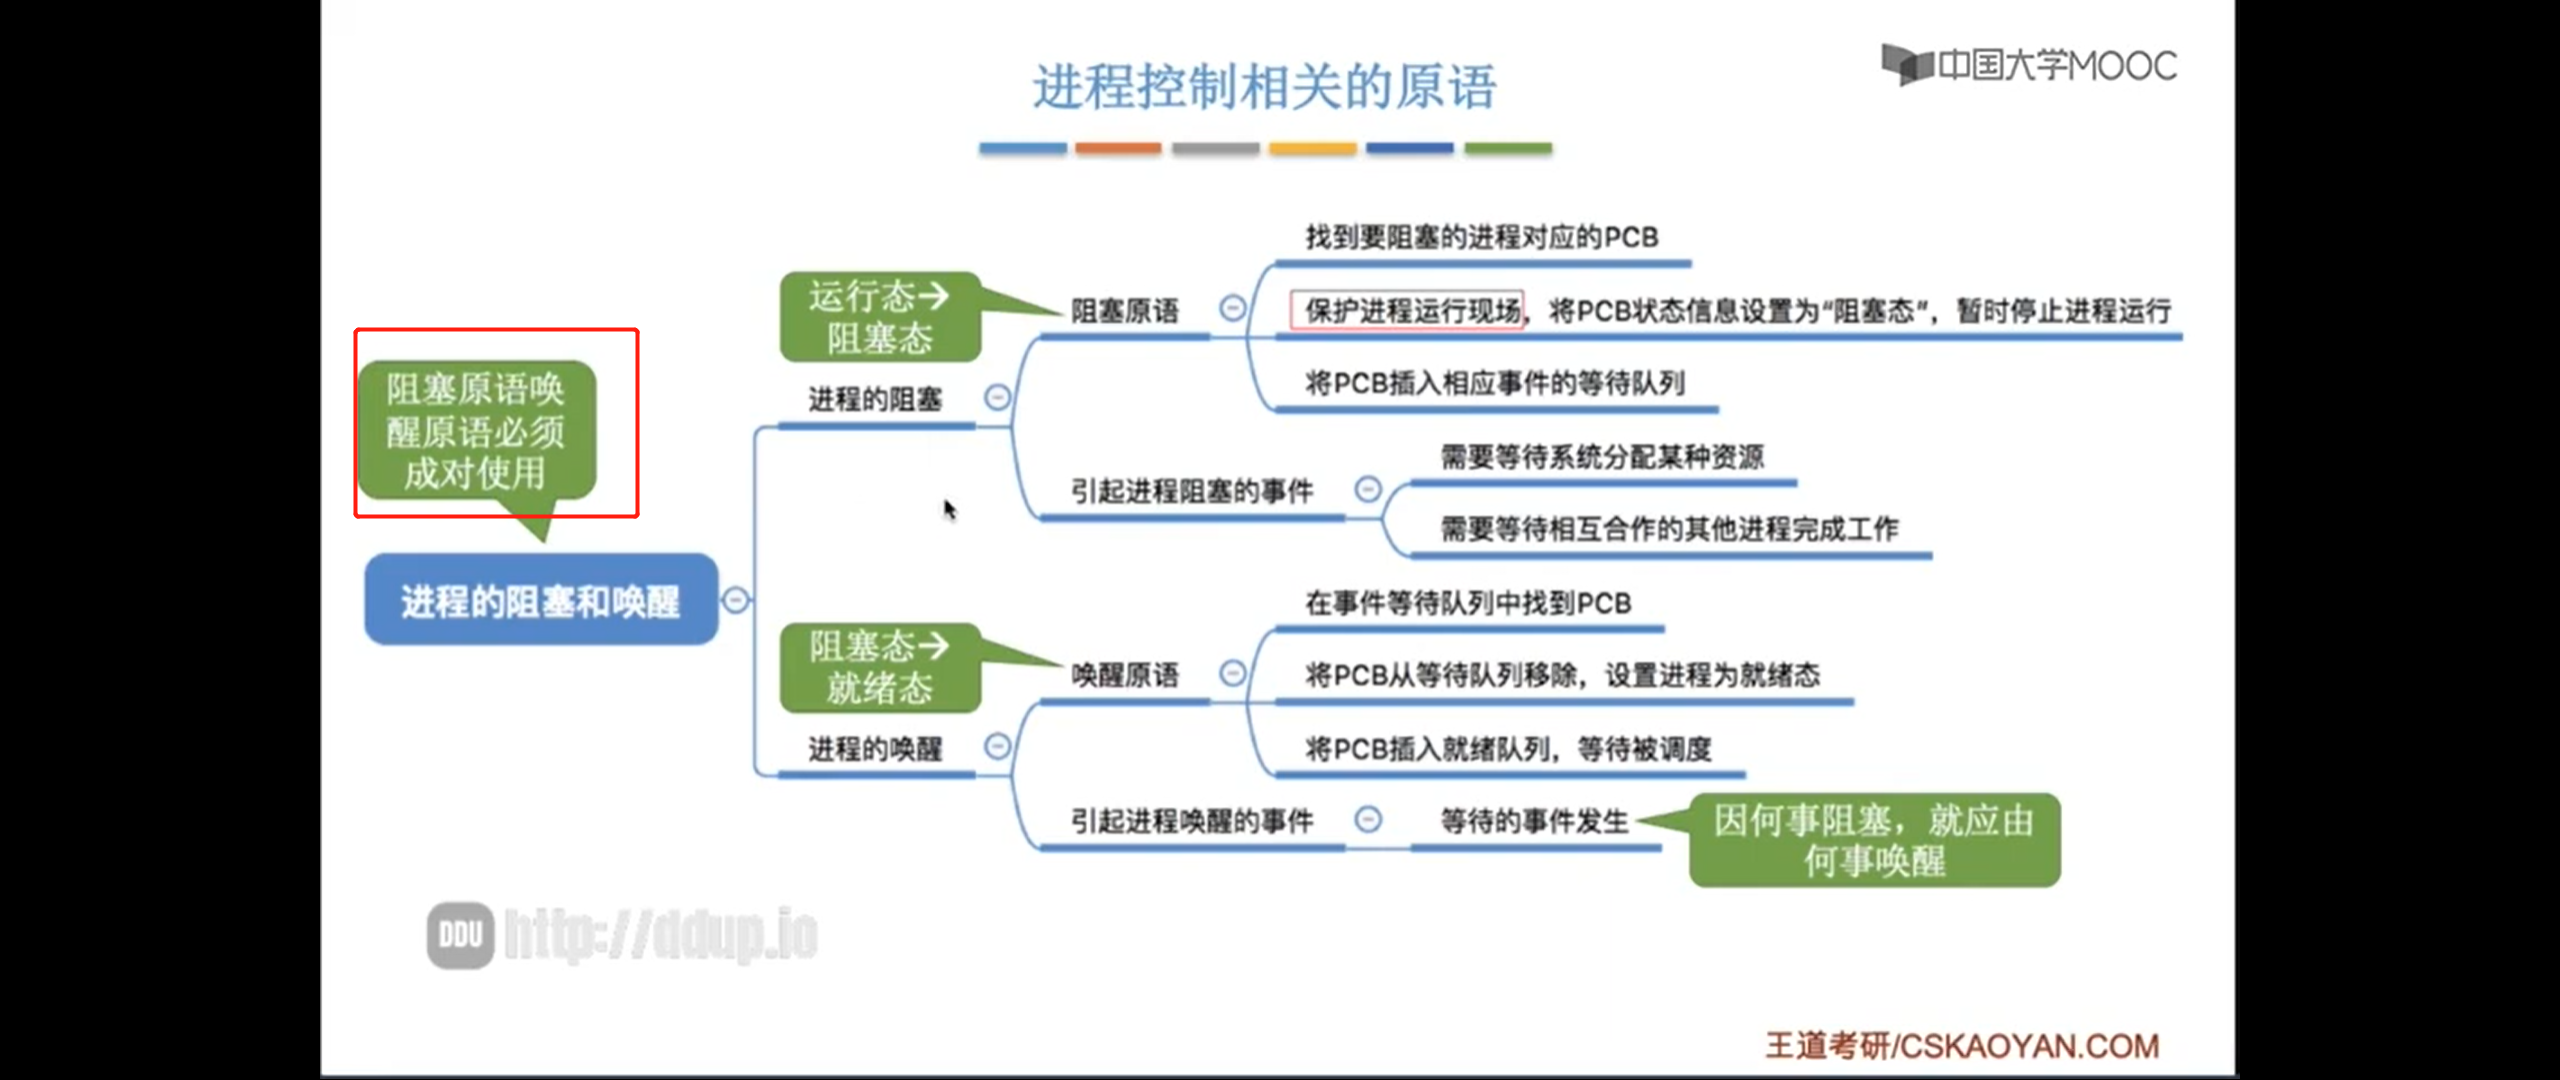 进程控制相关的原语
中国大学MOOC
找到要阻塞的进程对应的PCB
运行态→
阻塞态
阻塞原语
保护进程运行现场，将PCB状态信息设置为“阻塞态”，暂时停止进程运行
将PCB插入相应事件的等待队列
进程的阻塞
阻塞原语唤
醒原语必须
成对使用
引起进程阻塞的事件
需要等待系统分配某种资源
需要等待相互合作的其他进程完成工作
进程的阻塞和唤醒
在事件等待队列中找到PCB
阻塞态→
就绪态
唤醒原语
将PCB从等待队列移除，设置进程为就绪态
将PCB插入就绪队列，等待被调度
进程的唤醒
引起进程唤醒的事件
等待的事件发生
因何事阻塞，就应由
何事唤醒
DDU http://ddup.io
王道考研/CSKAOYAN.COM